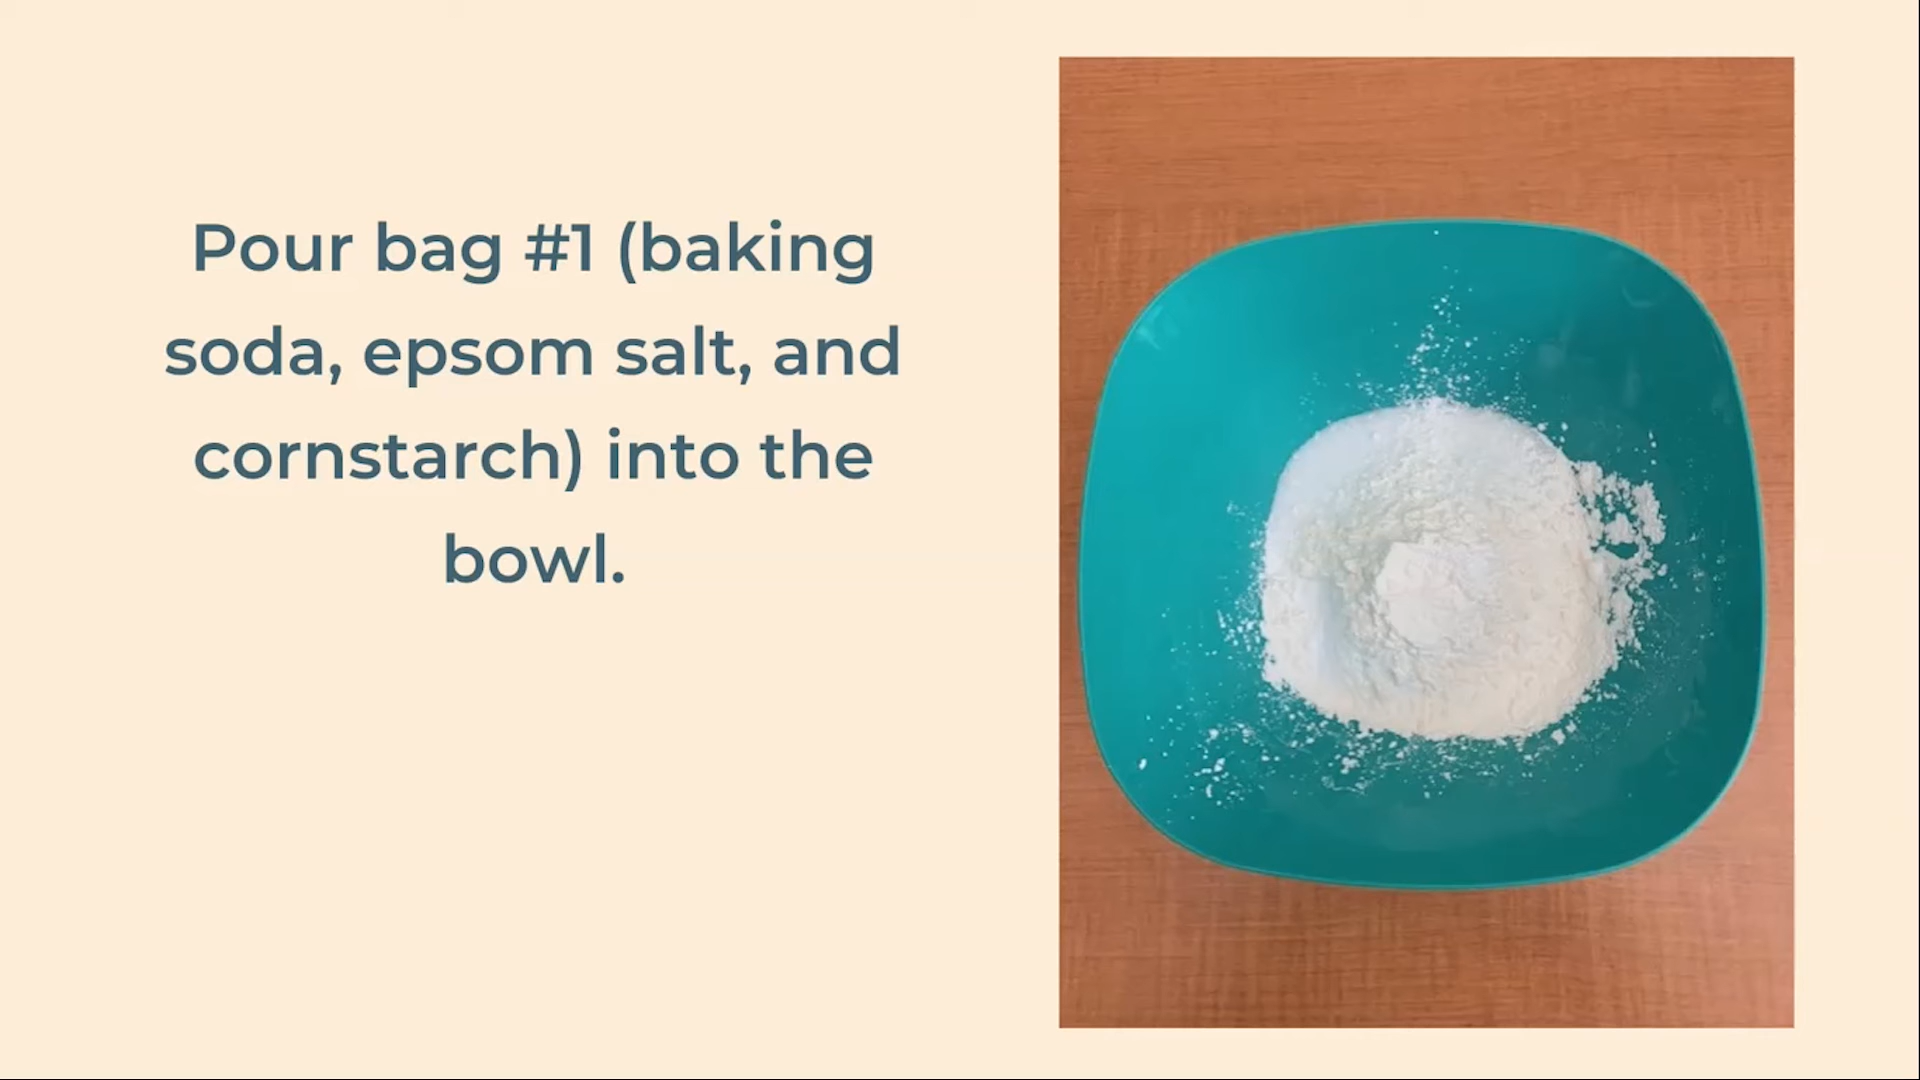 Pour bag #1 (baking
soda, epsom salt, and
cornstarch) into the
bowl.